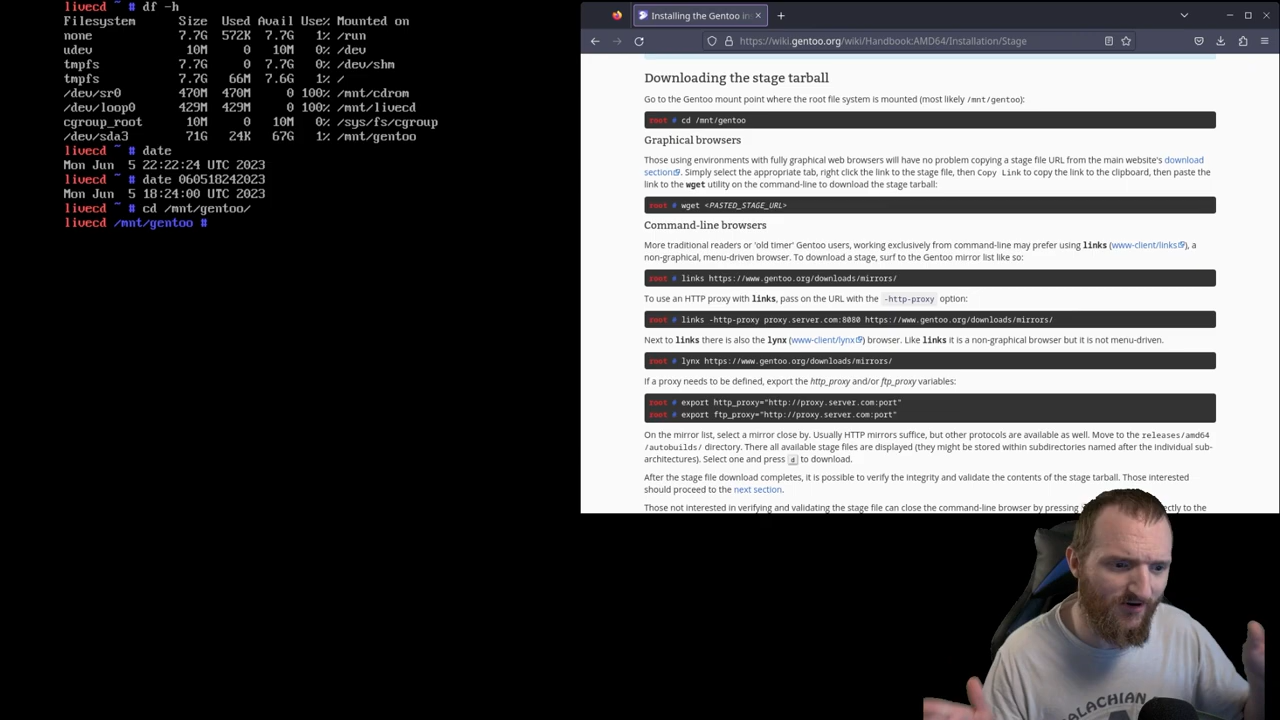 livecd ~ # df -h
Filesystem Size Used Avail Use% Mounted on
none 7.7G 572K 7.7G 1% /run
udev 10M 0 10M 0% /dev
tmpfs 7.7G 0 7.7G 0% /dev/shm
tmpfs 7.7G 66M 7.6G 1% /
/dev/sr0 470M 470M 0 100% /mnt/cdrom
/dev/loop0 429M 429M 0 100% /mnt/livecd
cgroup_root 10M 0 10M 0% /sys/fs/cgroup
/dev/sda3 71G 24K 67G 1% /mnt/gentoo
livecd ~ # date
Mon Jun 5 22:22:24 UTC 2023
livecd ~ # date 060518242023
Mon Jun 5 18:24:00 UTC 2023
livecd ~ # cd /mnt/gentoo/
livecd /mnt/gentoo #
Installing the Gentoo in
https://wiki.gentoo.org/wiki/Handbook:AMD64/Installation/Stage
Downloading the stage tarball
Go to the Gentoo mount point where the root file system is mounted (most likely /mnt/gentoo):
root # cd /mnt/gentoo
Graphical browsers
Those using environments with fully graphical web browsers will have no problem copying a stage file URL from the main website's download
section. Simply select the appropriate tab, right click the link to the stage file, then Copy Link to copy the link to the clipboard, then paste the
link to the wget utility on the command-line to download the stage tarball:
root # wget <PASTED_STAGE_URL>
Command-line browsers
More traditional readers or 'old timer' Gentoo users, working exclusively from command-line may prefer using links (www-client/links), a
non-graphical, menu-driven browser. To download a stage, surf to the Gentoo mirror list like so:
root # links https://www.gentoo.org/downloads/mirrors/
To use an HTTP proxy with links, pass on the URL with the -http-proxy option:
root # links -http-proxy proxy.server.com:8080 https://www.gentoo.org/downloads/mirrors/
Next to links there is also the lynx (www-client/lynx) browser. Like links it is a non-graphical browser but it is not menu-driven.
root # lynx https://www.gentoo.org/downloads/mirrors/
If a proxy needs to be defined, export the http_proxy and/or ftp_proxy variables:
root # export http_proxy="http://proxy.server.com:port"
root # export ftp_proxy="http://proxy.server.com:port"
On the mirror list, select a mirror close by. Usually HTTP mirrors suffice, but other protocols are available as well. Move to the releases/amd64
/autobuilds/ directory. There all available stage files are displayed (they might be stored within subdirectories named after the individual sub-
architectures). Select one and press d to download.
After the stage file download completes, it is possible to verify the integrity and validate the contents of the stage tarball. Those interested
should proceed to the next section.
Those not interested in verifying and validating the stage file can close the command-line browser by pressing to the